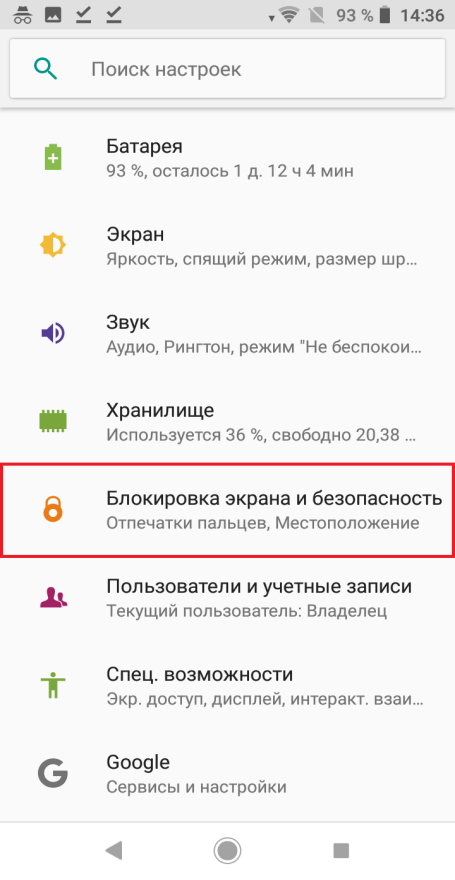 93 % 14:36
Поиск настроек
Батарея
93 %, осталось 1 д. 12 ч 4 мин
Экран
Яркость, спящий режим, размер шр…
Звук
Аудио, Рингтон, режим "Не беспокои…
Хранилище
Используется 36 %, свободно 20,38 …
Блокировка экрана и безопасность
Отпечатки пальцев, Местоположение
Пользователи и учетные записи
Текущий пользователь: Владелец
Спец. возможности
Экр. доступ, дисплей, интеракт. взаи…
Google
Сервисы и настройки